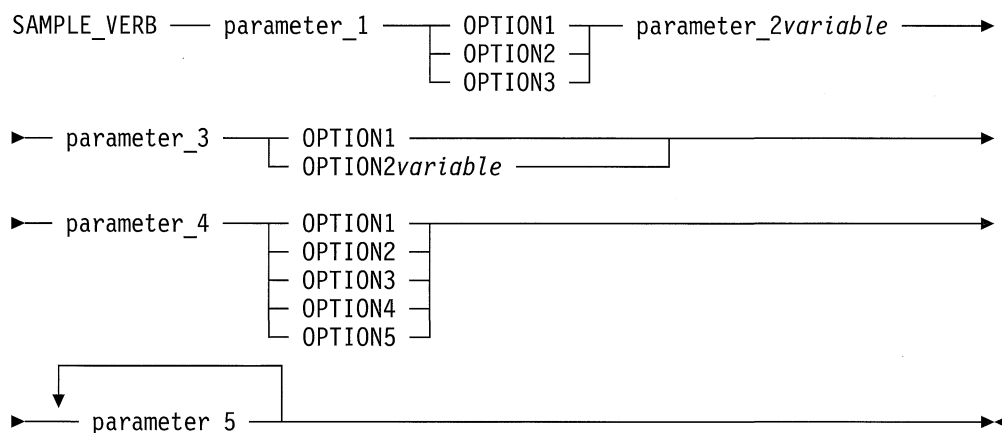 SAMPLE_VERB parameter_1 OPTION1 parameter_2variable
OPTION2
OPTION3
parameter_3 OPTION1
OPTION2variable
parameter_4 OPTION1
OPTION2
OPTION3
OPTION4
OPTION5
parameter 5